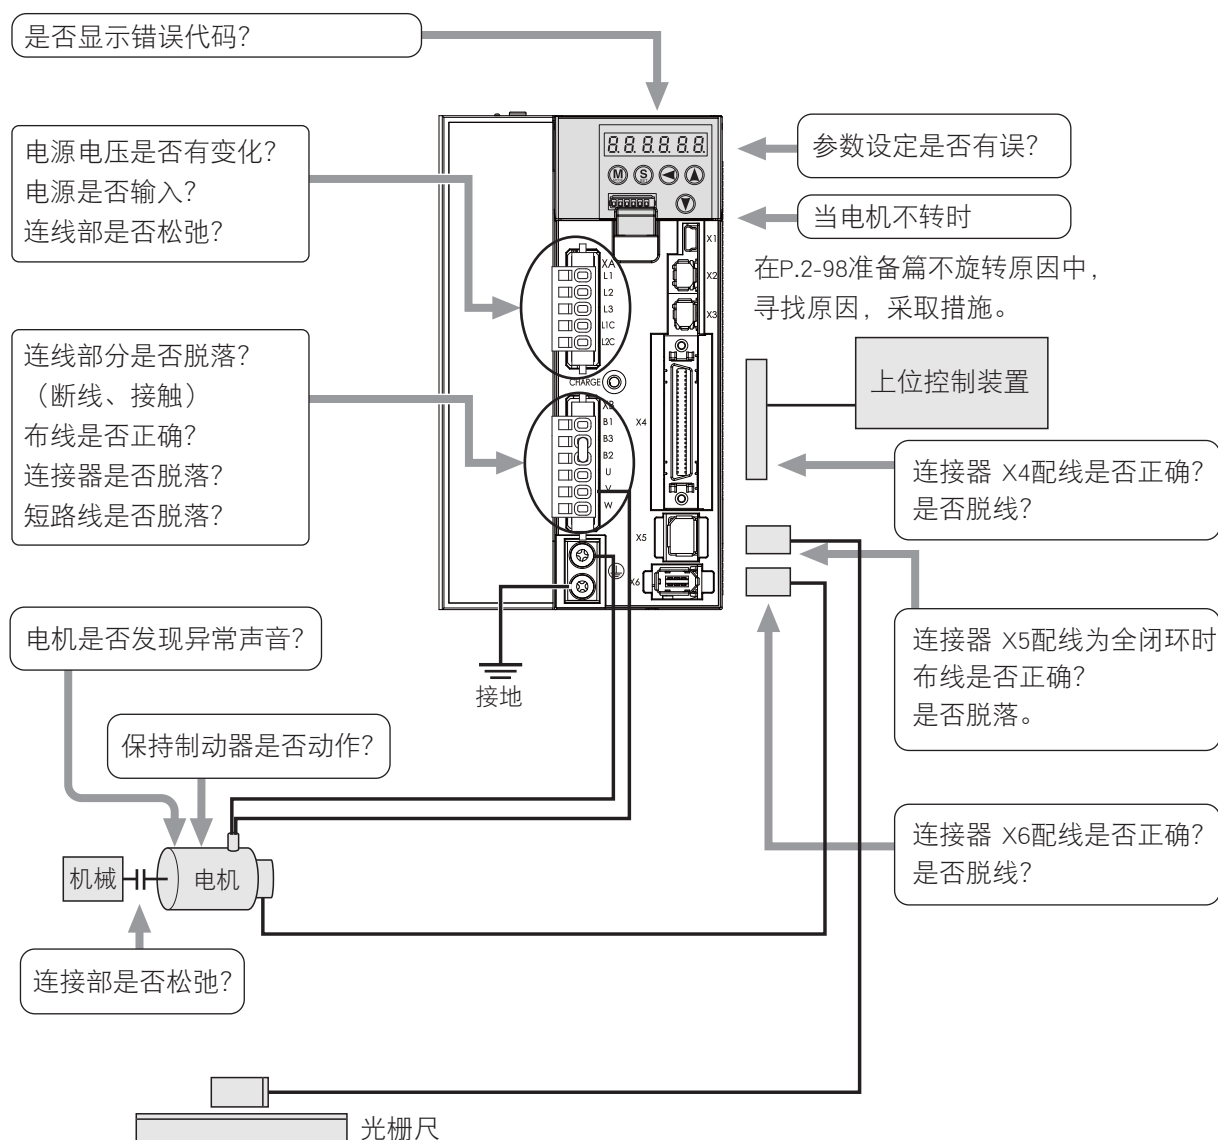 是否显示错误代码?
电源电压是否有变化?
电源是否输入?
连线部是否松弛?
参数设定是否有误?
当电机不转时
在P.2-98准备篇不旋转原因中,
寻找原因，采取措施。
M
S
X1
X2
X3
XA
L1
L2
L3
L1C
L2C
CHARGE
连线部分是否脱落?
（断线、接触）
布线是否正确?
连接器是否脱落?
短路线是否脱落?
XB
B1
B3
B2
U
V
W
X4
X5
X6
上位控制装置
连接器 X4配线是否正确?
是否脱线?
连接器 X5配线为全闭环时
布线是否正确?
是否脱落。
连接器 X6配线是否正确?
是否脱线?
接地
电机是否发现异常声音?
保持制动器是否动作?
机械
电机
连接部是否松弛?
光栅尺